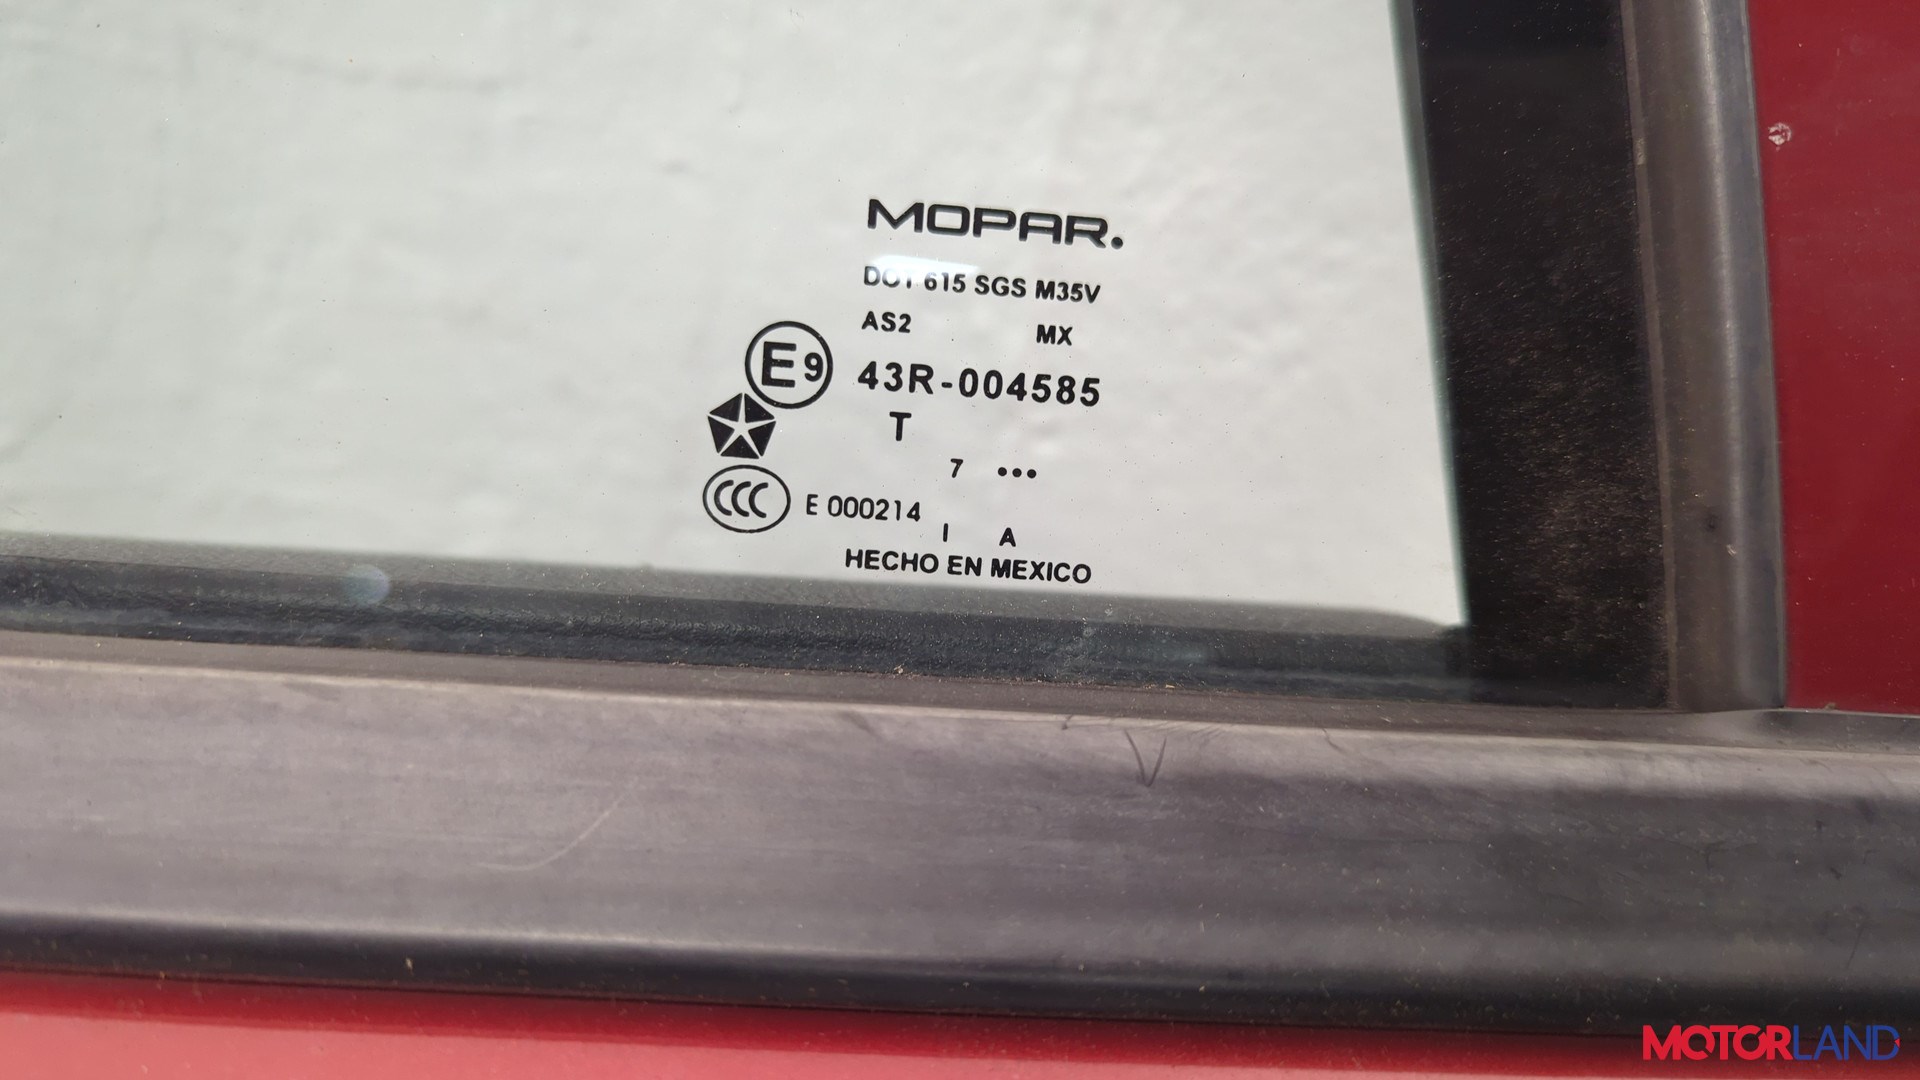 MOPAR.
DOT 615 SGS M35V
AS2 MX
E9 43R-004585
T
7 •••
CCC E 000214
I A
HECHO EN MEXICO
MOTORLAND